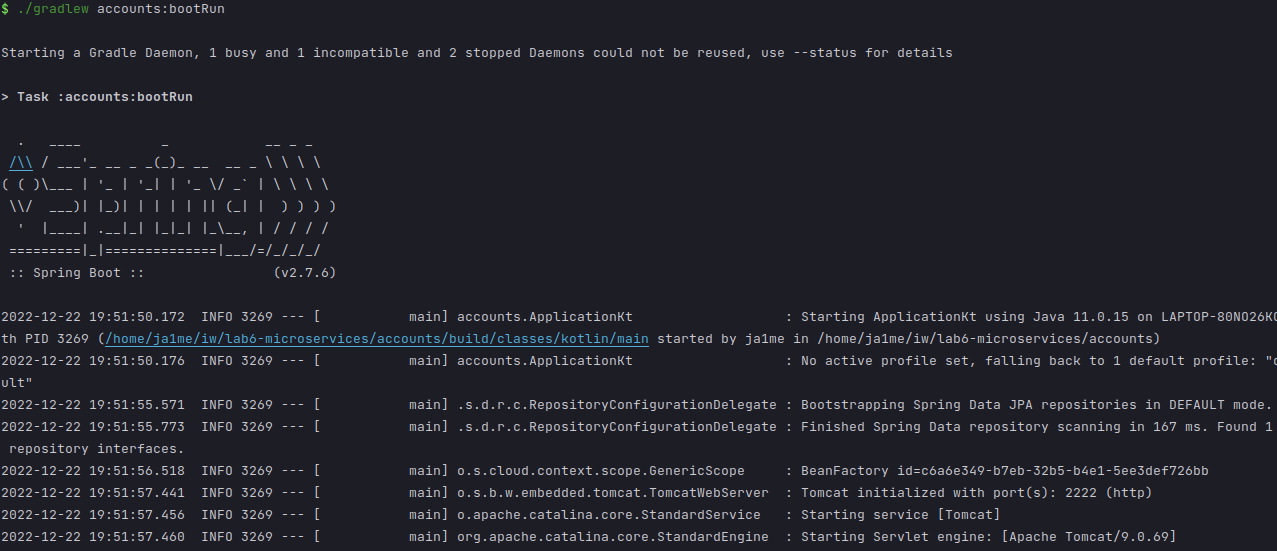 $ ./gradlew accounts:bootRun
Starting a Gradle Daemon, 1 busy and 1 incompatible and 2 stopped Daemons could not be reused, use --status for details
> Task :accounts:bootRun
  .   ____          _            __ _ _
 /\\ / ___'_ __ _ _(_)_ __  __ _ \ \ \ \
( ( )\___ | '_ | '_| | '_ \/ _` | \ \ \ \
 \\/  ___)| |_)| | | | | || (_| |  ) ) ) )
  '  |____| .__|_| |_|_| |_\__, | / / / /
 =========|_|==============|___/=/_/_/_/
 :: Spring Boot ::                (v2.7.6)
2022-12-22 19:51:50.172  INFO 3269 --- [           main] accounts.ApplicationKt                   : Starting ApplicationKt using Java 11.0.15 on LAPTOP-80NO26K
th PID 3269 (/home/ja1me/iw/lab6-microservices/accounts/build/classes/kotlin/main started by ja1me in /home/ja1me/iw/lab6-microservices/accounts)
2022-12-22 19:51:50.176  INFO 3269 --- [           main] accounts.ApplicationKt                   : No active profile set, falling back to 1 default profile: "
ult"
2022-12-22 19:51:55.571  INFO 3269 --- [           main] .s.d.r.c.RepositoryConfigurationDelegate : Bootstrapping Spring Data JPA repositories in DEFAULT mode.
2022-12-22 19:51:55.773  INFO 3269 --- [           main] .s.d.r.c.RepositoryConfigurationDelegate : Finished Spring Data repository scanning in 167 ms. Found 1
 repository interfaces.
2022-12-22 19:51:56.518  INFO 3269 --- [           main] o.s.cloud.context.scope.GenericScope     : BeanFactory id=c6a6e349-b7eb-32b5-b4e1-5ee3def726bb
2022-12-22 19:51:57.441  INFO 3269 --- [           main] o.s.b.w.embedded.tomcat.TomcatWebServer  : Tomcat initialized with port(s): 2222 (http)
2022-12-22 19:51:57.456  INFO 3269 --- [           main] o.apache.catalina.core.StandardService   : Starting service [Tomcat]
2022-12-22 19:51:57.460  INFO 3269 --- [           main] org.apache.catalina.core.StandardEngine  : Starting Servlet engine: [Apache Tomcat/9.0.69]